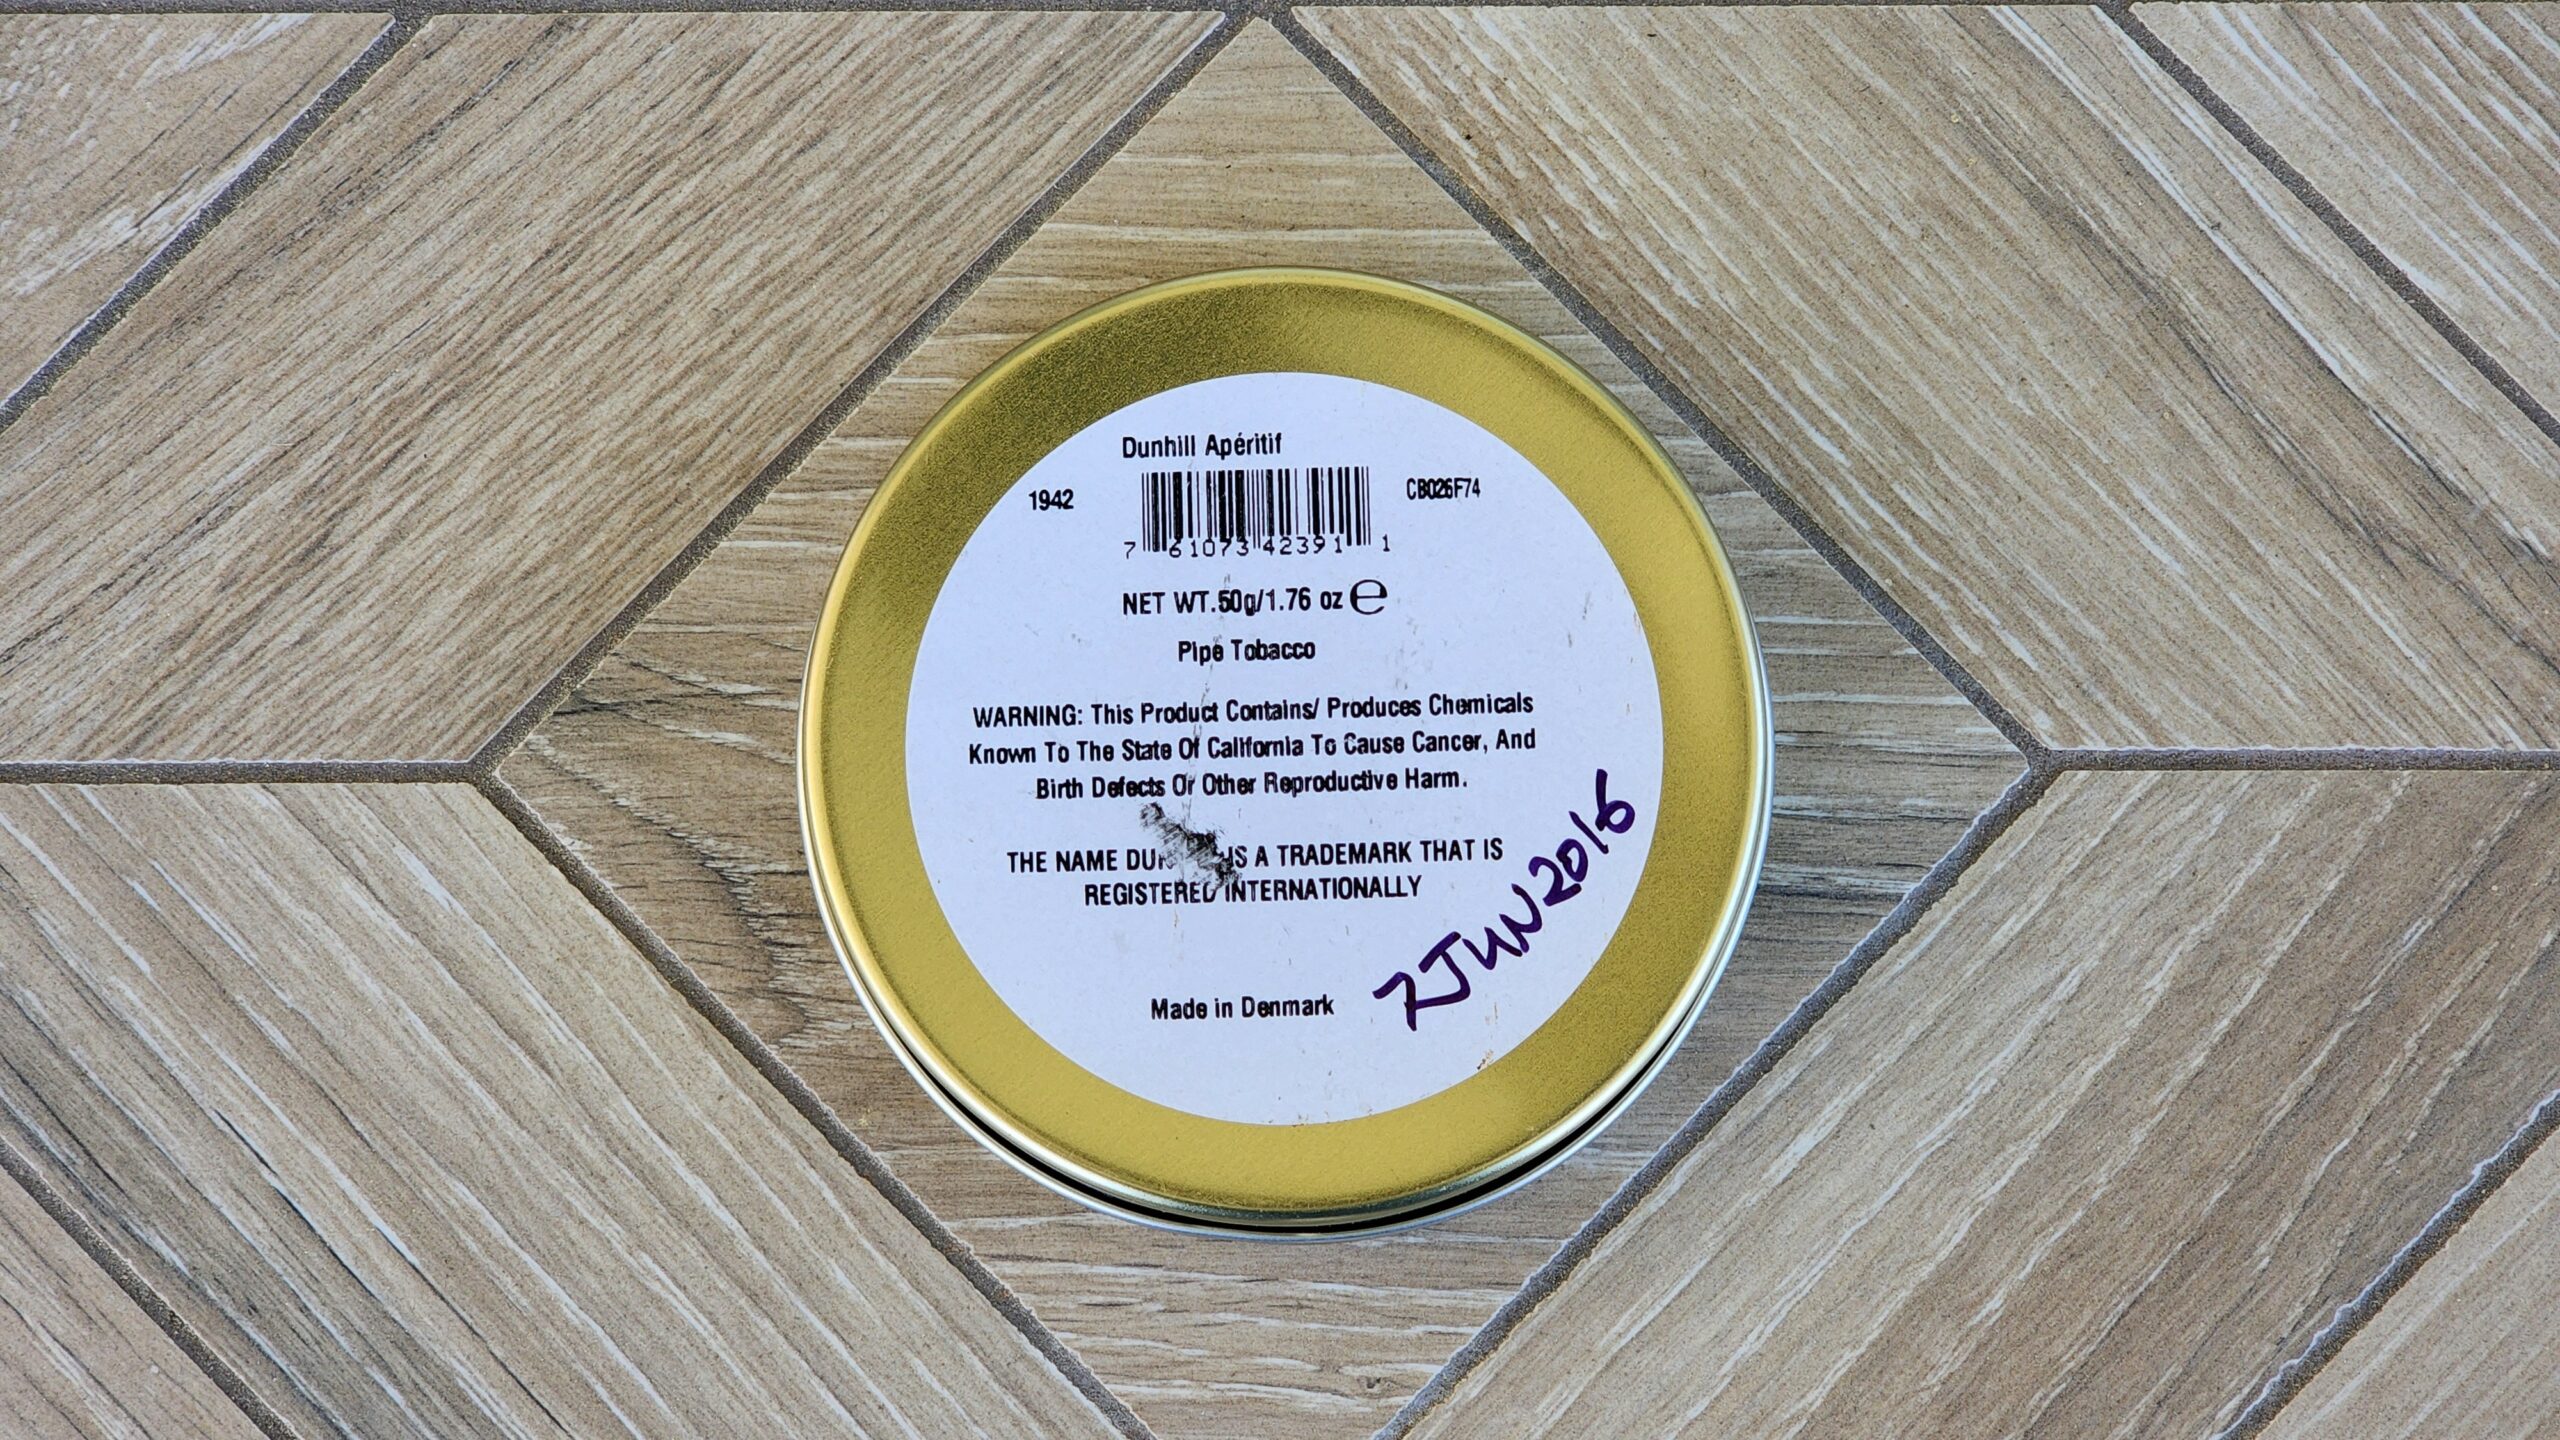 Dunhill Apéritif
1942
CB026F74
7 61073 42391 1
NET WT.50g/1.76 oz ℮
Pipe Tobacco
WARNING: This Product Contains/ Produces Chemicals
Known To The State Of California To Cause Cancer, And
Birth Defects Or Other Reproductive Harm.
THE NAME IS A TRADEMARK THAT IS
REGISTERED INTERNATIONALLY
Made in Denmark
7JUN2016